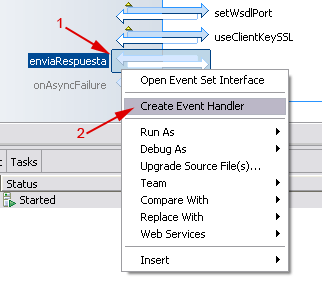 1
setWsdlPort
useClientKeySSL
enviaRespuesta
onAsyncFailure
Open Event Set Interface
2
Create Event Handler
Run As
Debug As
Upgrade Source File(s)...
Team
Compare With
Replace With
Web Services
Insert
Tasks
Status
Started